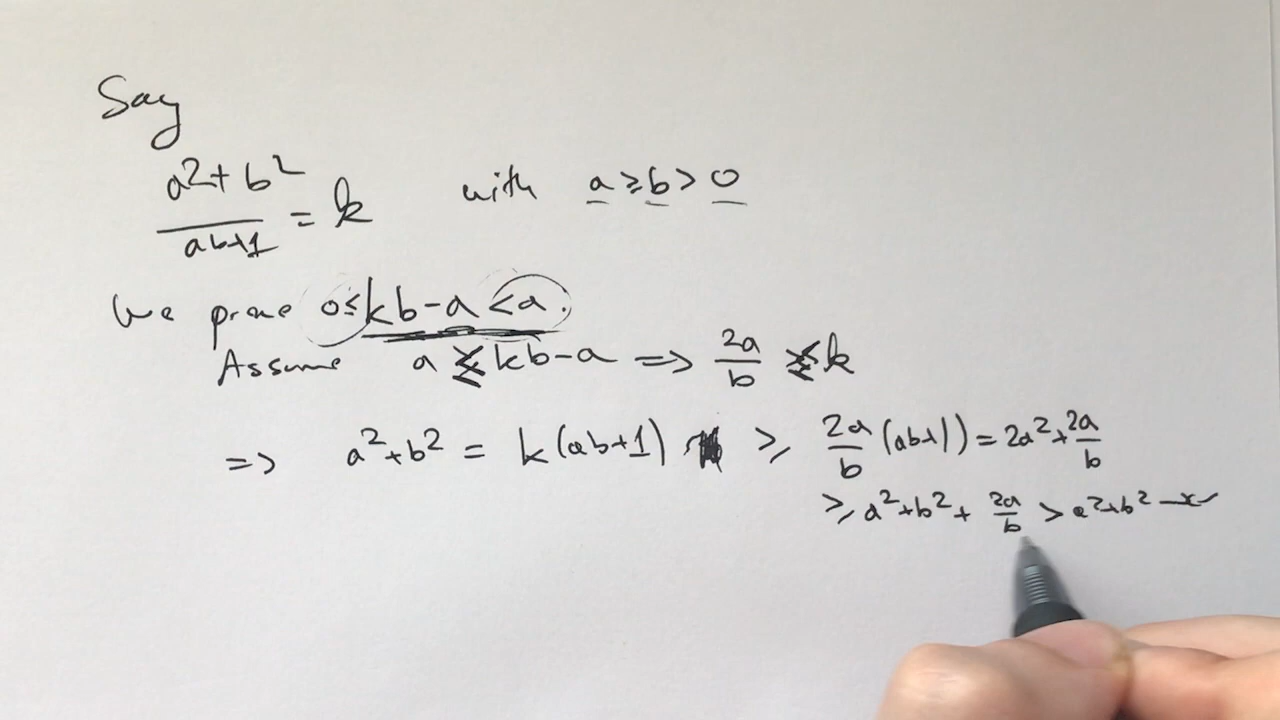 Say
a²+b² / ab+1 = k with a ≥ b > 0
We prove 0 ≤ kb-a < a.
Assume a ≤ kb-a => 2a/b ≤ k
=> a²+b² = k(ab+1) ≥ 2a/b (ab+1) = 2a²+2a/b
≥ a²+b²+ 2a/b > a²+b²